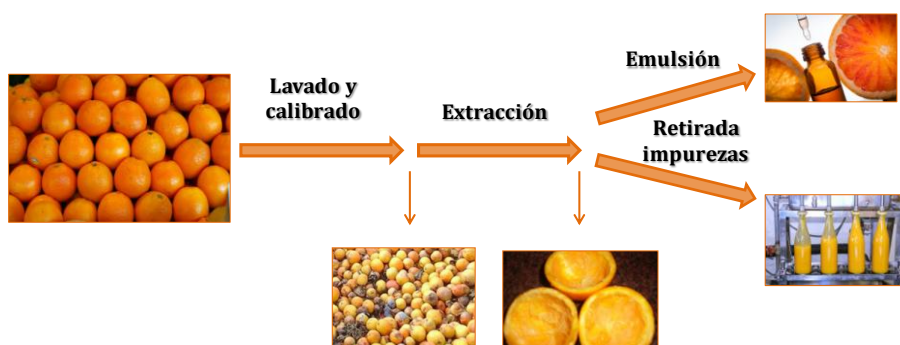 Lavado y
calibrado
Extracción
Emulsión
Retirada
impurezas